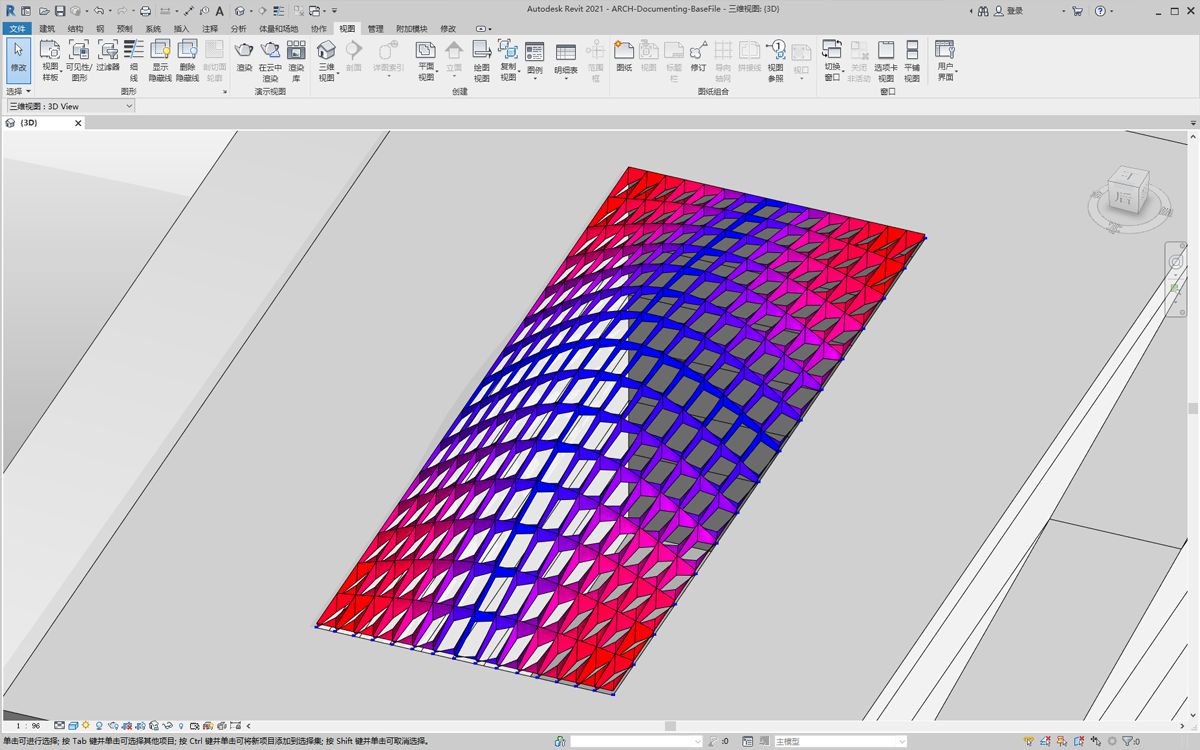 Autodesk Revit 2021 - ARCH-Documenting-BaseFile - 三维视图: {3D}
登录
文件 建筑 结构 钢 预制 系统 插入 注释 分析 体量和场地 协作 视图 管理 附加模块 修改
修改
视图样板
可见性/图形
过滤器
细线
显示隐藏线
删除隐藏线
剖切面轮廓
渲染
在云中渲染
渲染库
三维视图
剖面
详图索引
平面视图
立面
绘图视图
复制视图
图例
明细表
范围框
图纸
视图
标题栏
修订
导向轴网
拼接线
视图参照
视口
切换窗口
关闭非活动
选项卡视图
平铺视图
用户界面
选择 图形 演示视图 创建 图纸组合 窗口
三维视图: 3D View
{3D}
后
1 : 96
单击可进行选择; 按 Tab 键并单击可选择其他项目; 按 Ctrl 键并单击可将新项目添加到选择集; 按 Shift 键并单击可取消选择。
:0
主模型
:0